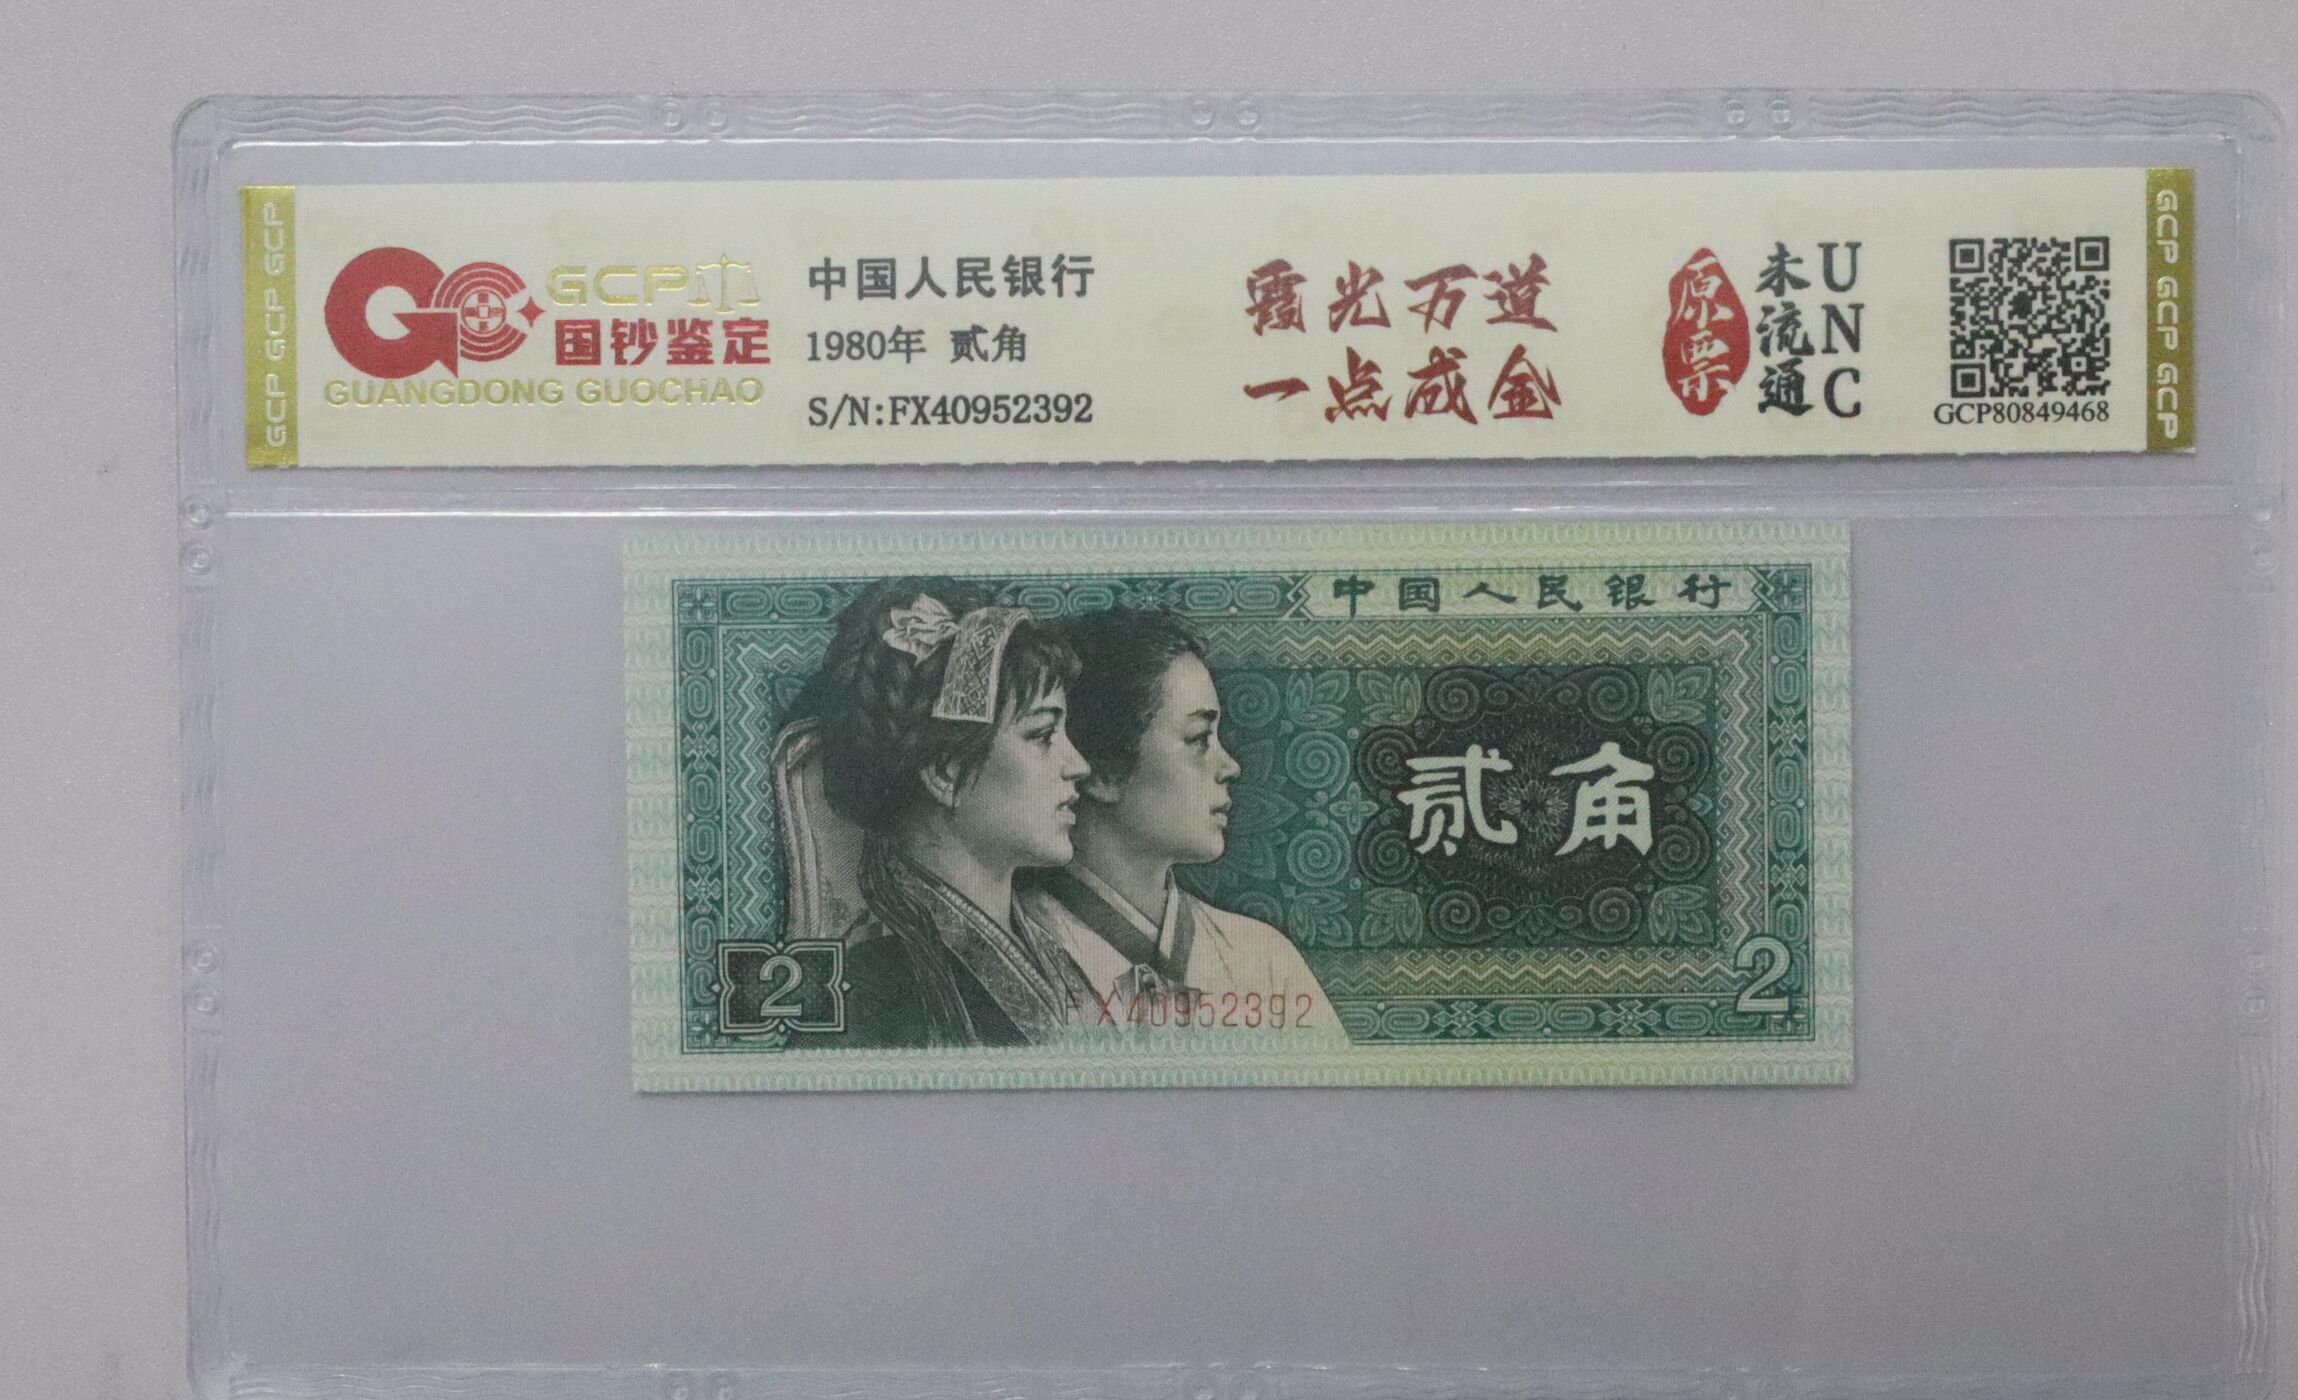 GCP GCP GCP
GCP
国钞鉴定
GUANGDONG GUOCHAO
中国人民银行
1980年 贰角
S/N:FX40952392
霞光万道
一点成金
原票
未流通
UNC
GCP80849468
GCP GCP GCP
中国人民银行
贰角
2
2
FX40952392